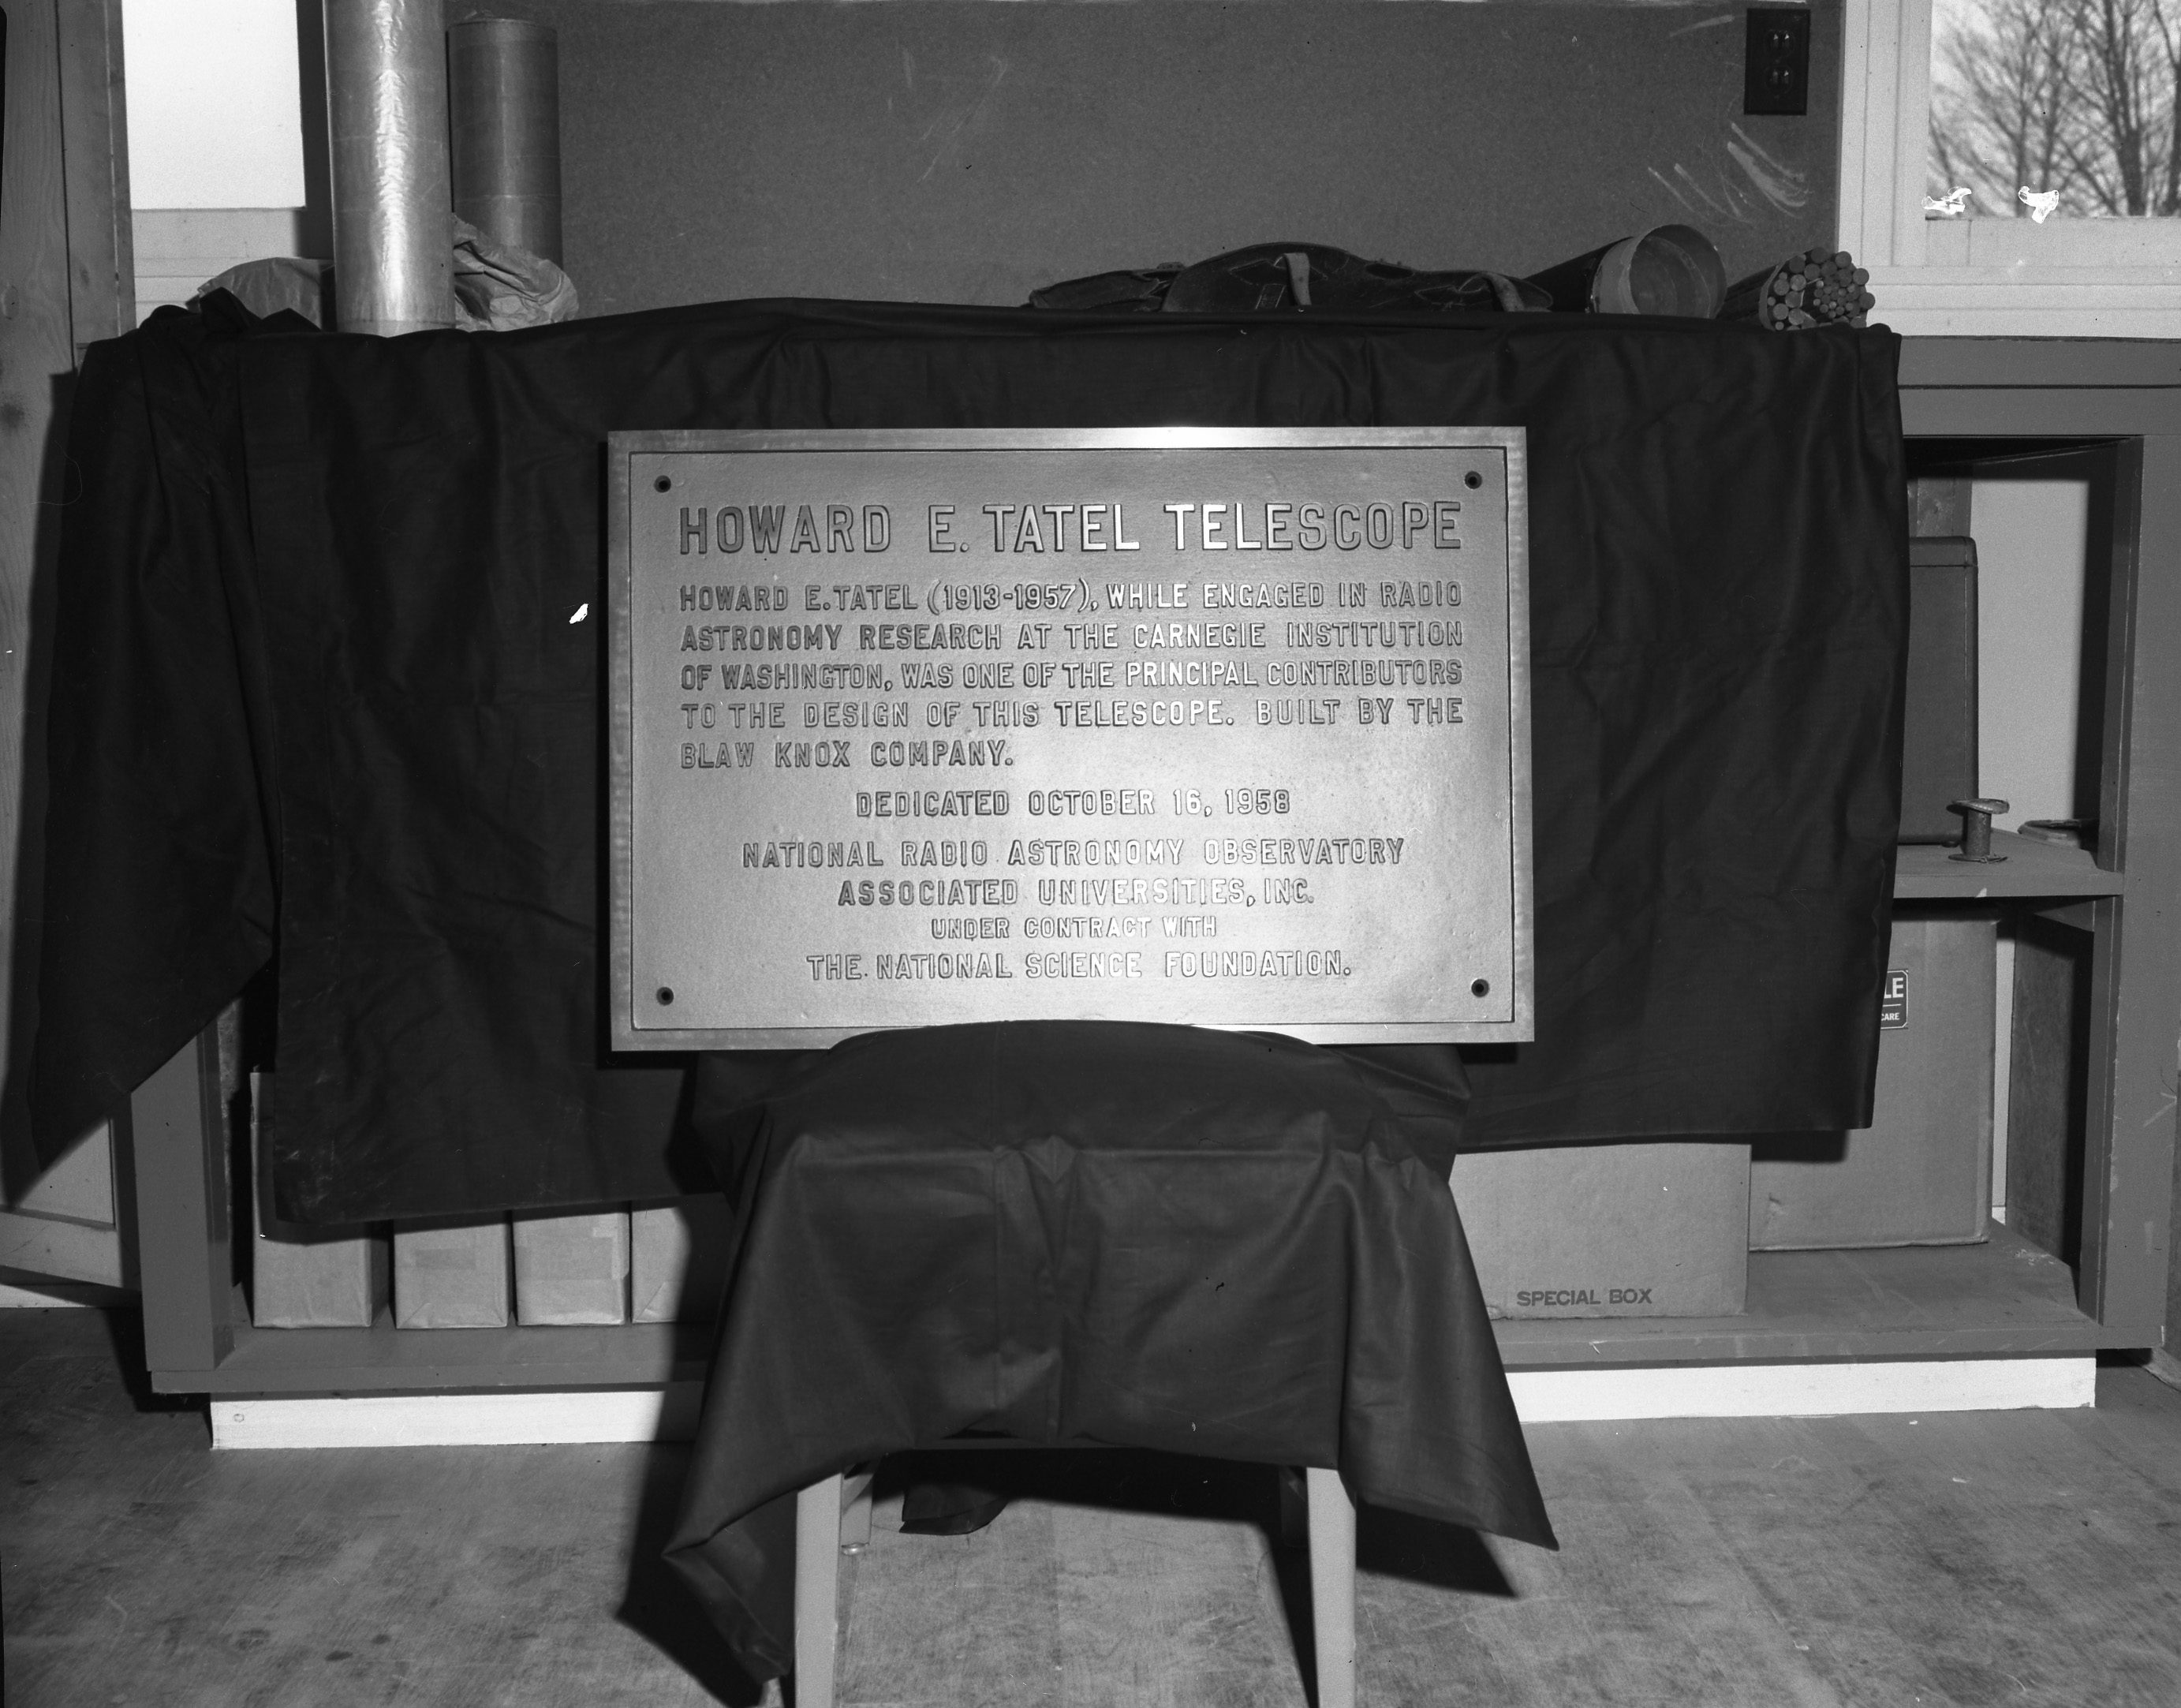 HOWARD E. TATEL TELESCOPE
HOWARD E. TATEL (1913-1957), WHILE ENGAGED IN RADIO
ASTRONOMY RESEARCH AT THE CARNEGIE INSTITUTION
OF WASHINGTON, WAS ONE OF THE PRINCIPAL CONTRIBUTORS
TO THE DESIGN OF THIS TELESCOPE. BUILT BY THE
BLAW KNOX COMPANY.
DEDICATED OCTOBER 16, 1958
NATIONAL RADIO ASTRONOMY OBSERVATORY
ASSOCIATED UNIVERSITIES, INC.
UNDER CONTRACT WITH
THE NATIONAL SCIENCE FOUNDATION.
LE
CARE
SPECIAL BOX